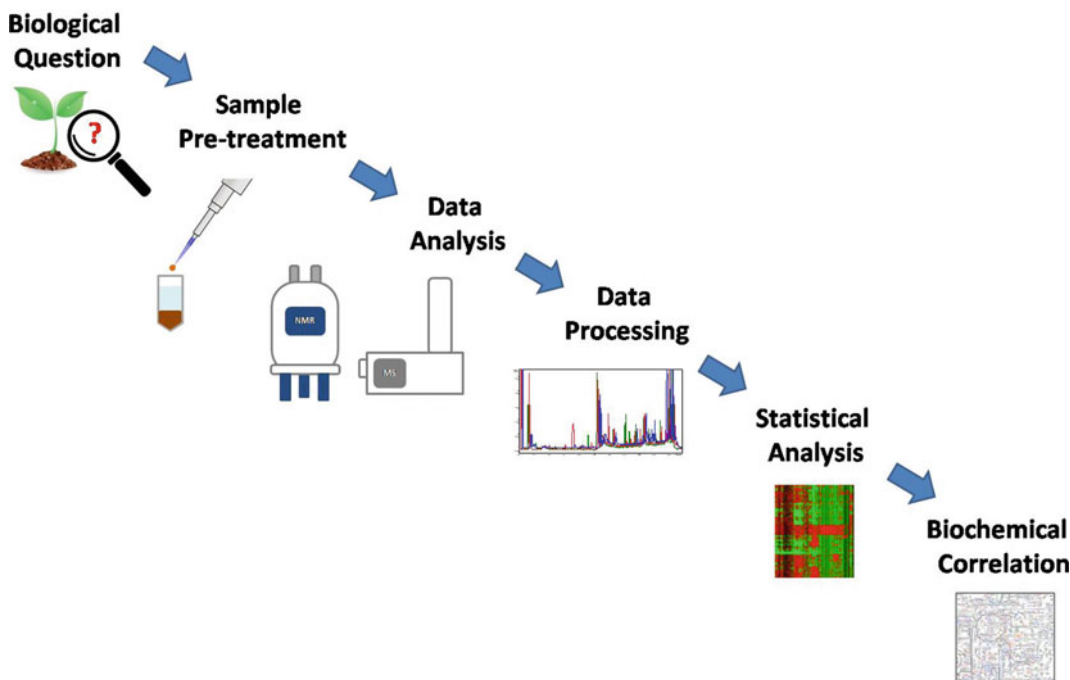 Biological
Question
?
Sample
Pre-treatment
Data
Analysis
NMR
MS
Data
Processing
Statistical
Analysis
Biochemical
Correlation